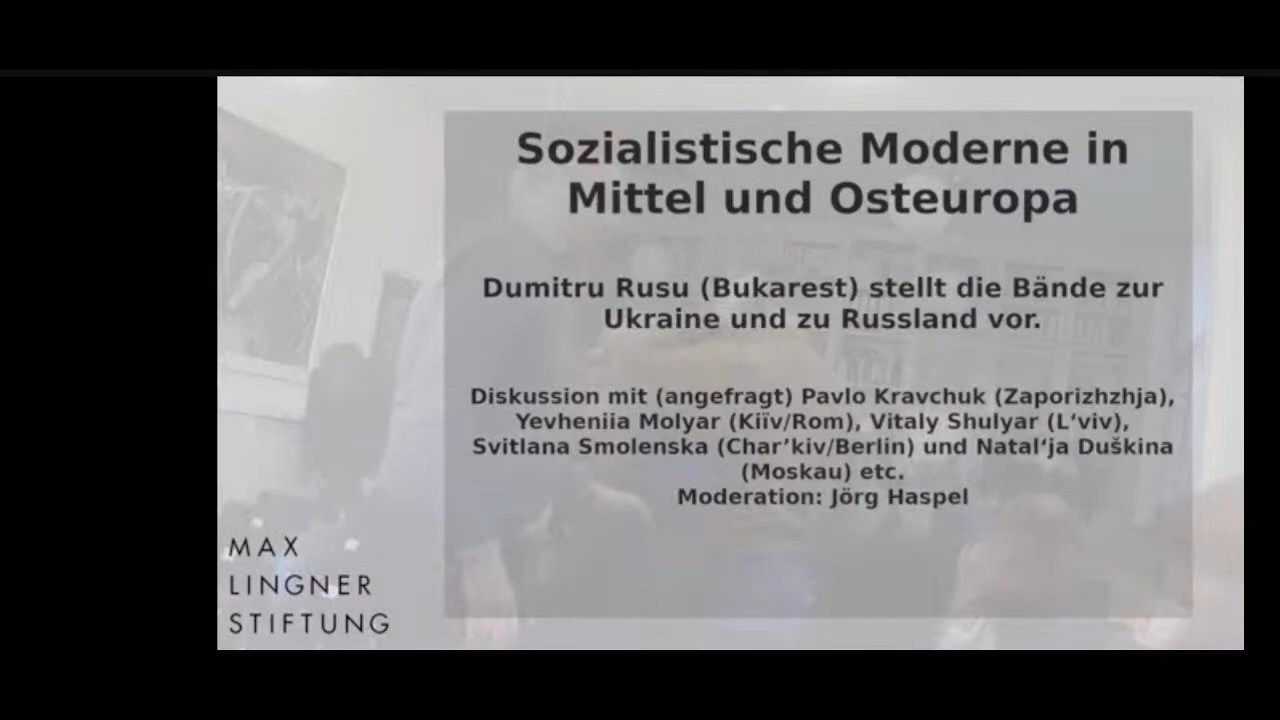 Sozialistische Moderne in
Mittel und Osteuropa
Dumitru Rusu (Bukarest) stellt die Bände zur
Ukraine und zu Russland vor.
Diskussion mit (angefragt) Pavlo Kravchuk (Zaporizhzhja),
Yevheniia Molyar (Kiïv/Rom), Vitaly Shulyar (L‘viv),
Svitlana Smolenska (Char’kiv/Berlin) und Natal‘ja Duškina
(Moskau) etc.
Moderation: Jörg Haspel
MAX
LINGNER
STIFTUNG